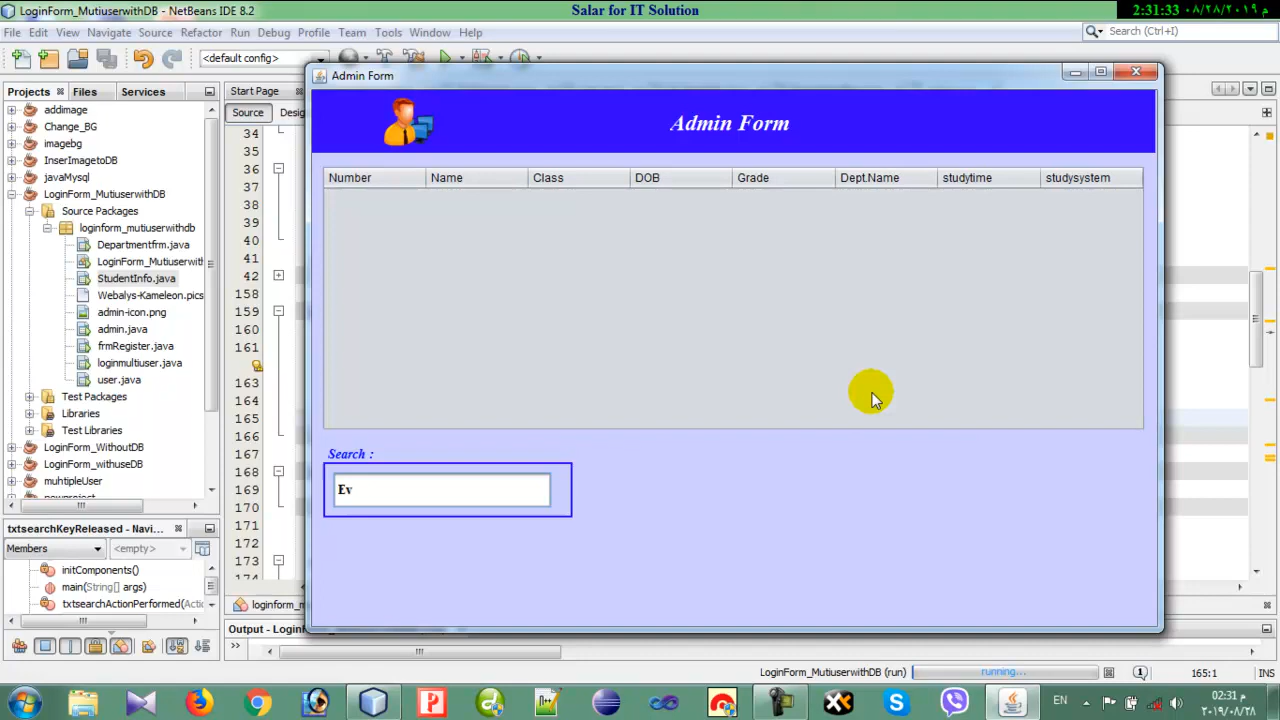 LoginForm_MutiuserwithDB - NetBeans IDE 8.2
Salar for IT Solution
2:31:33 ٢٠١٩/٠٨/٢٨ م
File Edit View Navigate Source Refactor Run Debug Profile Team Tools Window Help
Search (Ctrl+I)
<default config>
Projects Files Services
Start Page
Source Desig
addimage
Change_BG
imagebg
InserImagetoDB
javaMysql
LoginForm_MutiuserwithDB
Source Packages
loginform_mutiuserwithdb
Departmentfrm.java
LoginForm_Mutiuserwith
StudentInfo.java
Webalys-Kameleon.pics
admin-icon.png
admin.java
frmRegister.java
loginmultiuser.java
user.java
Test Packages
Libraries
Test Libraries
LoginForm_WithoutDB
LoginForm_withuseDB
muhtipleUser
newproject
34
35
36
37
38
39
40
41
42
158
159
160
161
163
164
165
166
167
168
169
170
171
172
173
174
Admin Form
Admin Form
Number Name Class DOB Grade Dept.Name studytime studysystem
Search :
Ev
txtsearchKeyReleased - Navi...
Members <empty>
initComponents()
main(String[] args)
txtsearchActionPerformed(Actic
loginform_m
Output - Login
LoginForm_MutiuserwithDB (run) running... 1 165:1 INS
EN
02:31 م
٢٠١٩/٠٨/٢٨